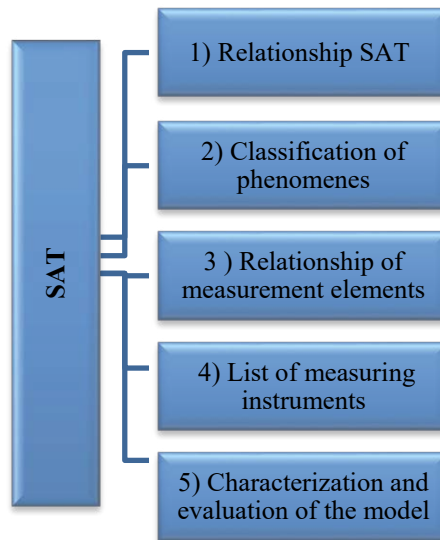 SAT
1) Relationship SAT
2) Classification of
phenomenes
3 ) Relationship of
measurement elements
4) List of measuring
instruments
5) Characterization and
evaluation of the model